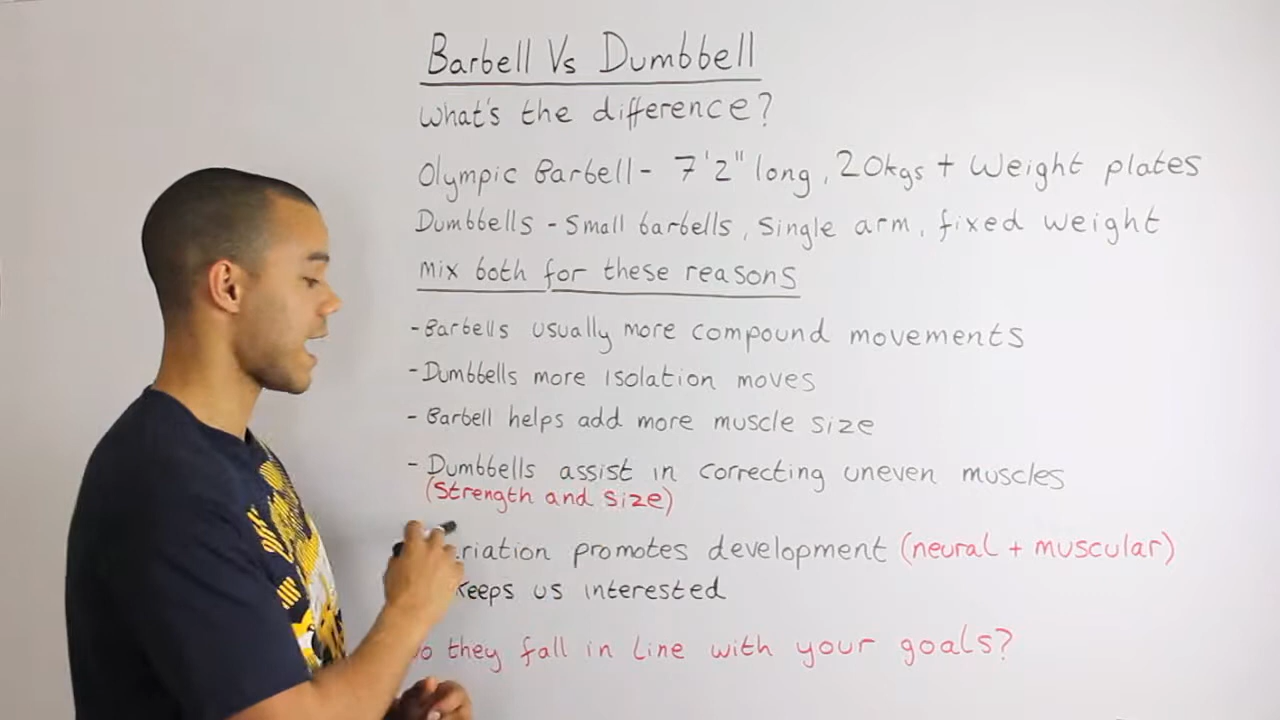 Barbell Vs Dumbbell
What's the difference?
Olympic Barbell - 7'2" long, 20kgs + Weight plates
Dumbbells - Small barbells, Single arm, fixed weight
mix both for these reasons
- Barbells usually more compound movements
- Dumbbells more isolation moves
- Barbell helps add more muscle size
- Dumbbells assist in correcting uneven muscles
(Strength and Size)
promotes development (neural + muscular)
keeps us interested
they fall in line with your goals?